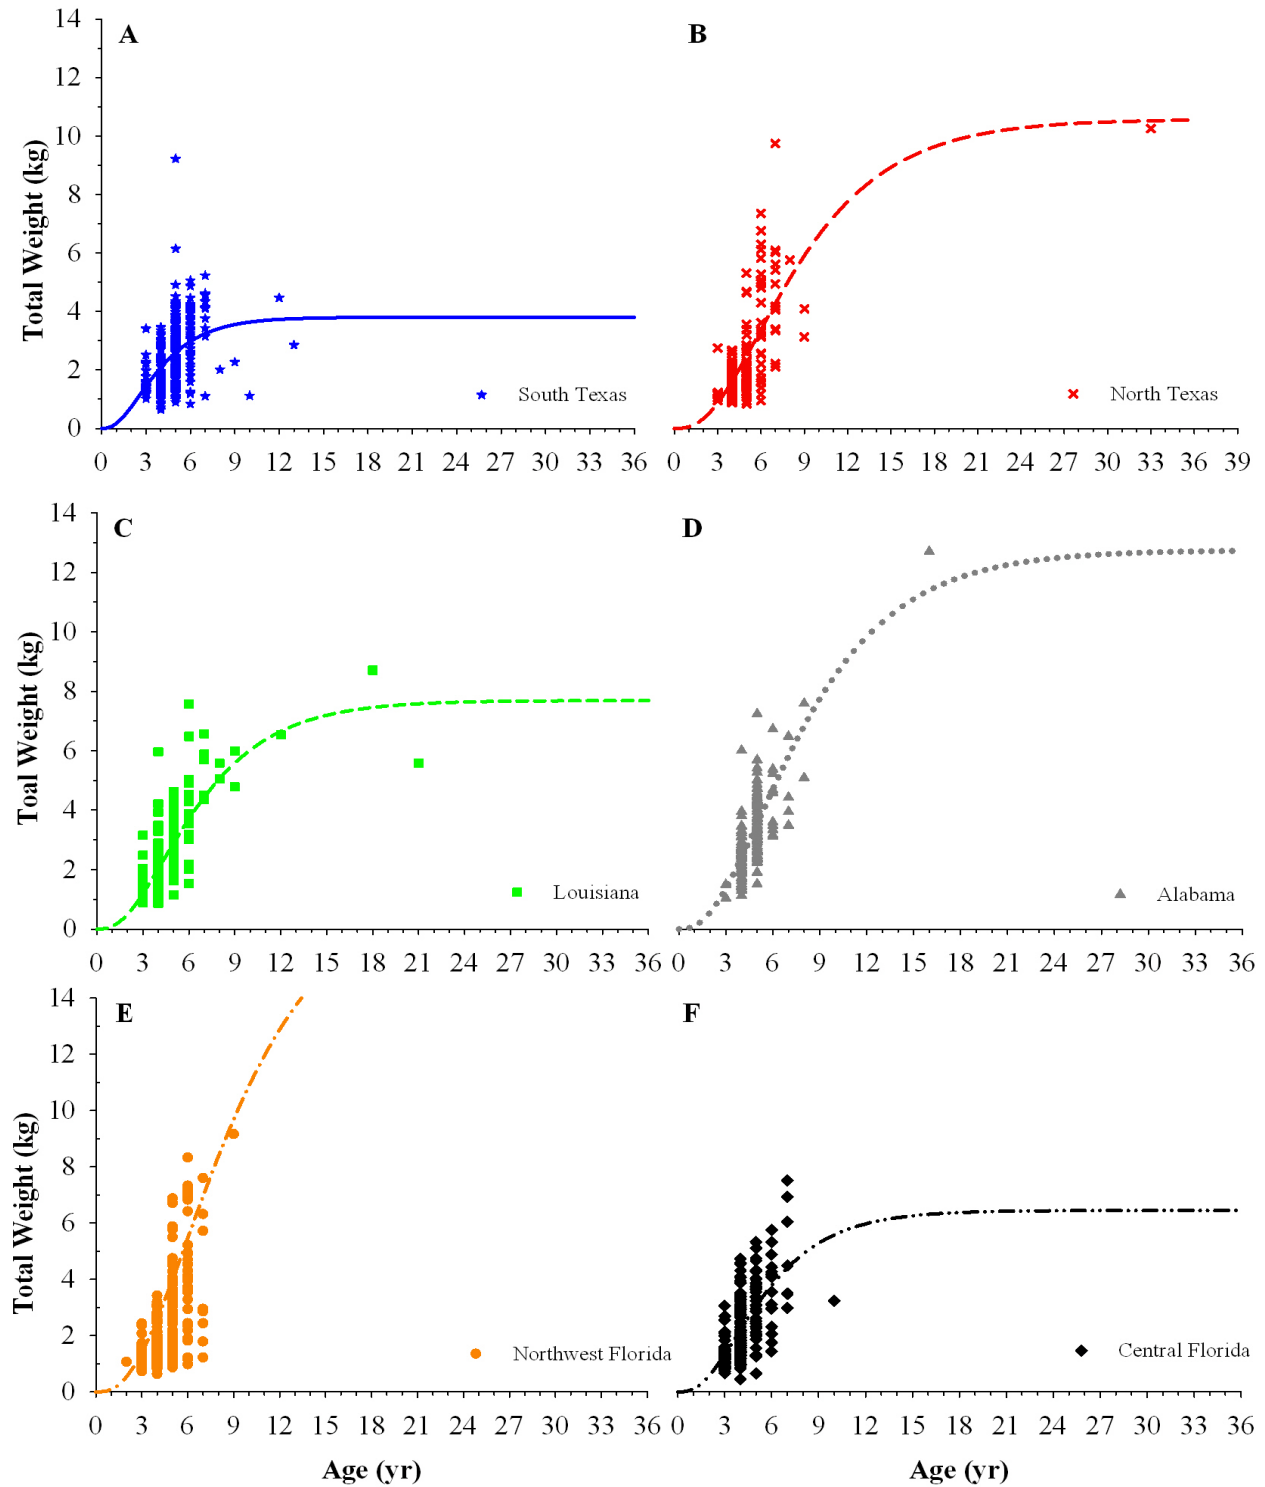 A
Total Weight (kg)
14
12
10
8
6
4
2
0
South Texas
0 3 6 9 12 15 18 21 24 27 30 33 36
B
North Texas
0 3 6 9 12 15 18 21 24 27 30 33 36 39
C
Toal Weight (kg)
14
12
10
8
6
4
2
0
Louisiana
0 3 6 9 12 15 18 21 24 27 30 33 36
D
Alabama
0 3 6 9 12 15 18 21 24 27 30 33 36
E
Total Weight (kg)
14
12
10
8
6
4
2
0
Northwest Florida
0 3 6 9 12 15 18 21 24 27 30 33 36
Age (yr)
F
Central Florida
0 3 6 9 12 15 18 21 24 27 30 33 36
Age (yr)